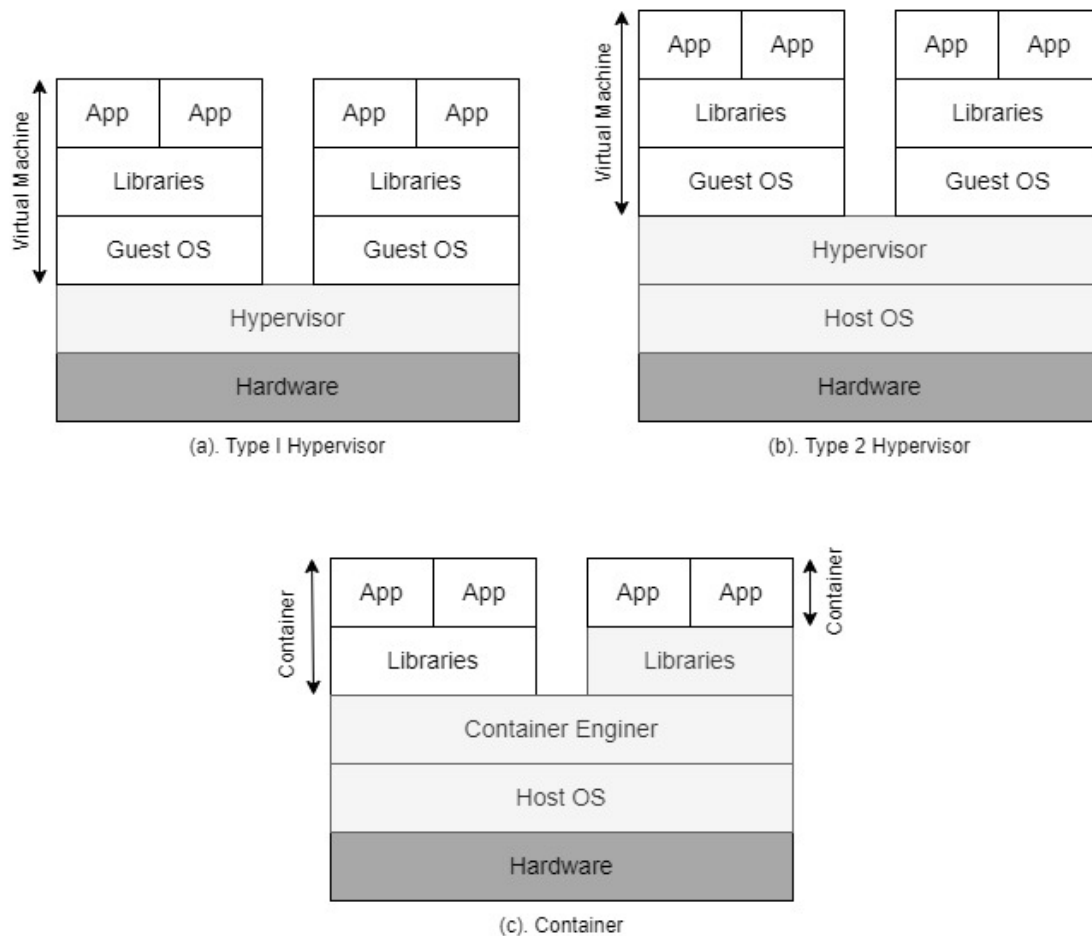 Virtual Machine
App App App App
Libraries Libraries
Guest OS Guest OS
Hypervisor
Hardware
(a). Type I Hypervisor
Virtual Machine
App App App App
Libraries Libraries
Guest OS Guest OS
Hypervisor
Host OS
Hardware
(b). Type 2 Hypervisor
Container
App App App App
Container
Libraries Libraries
Container Enginer
Host OS
Hardware
(c). Container